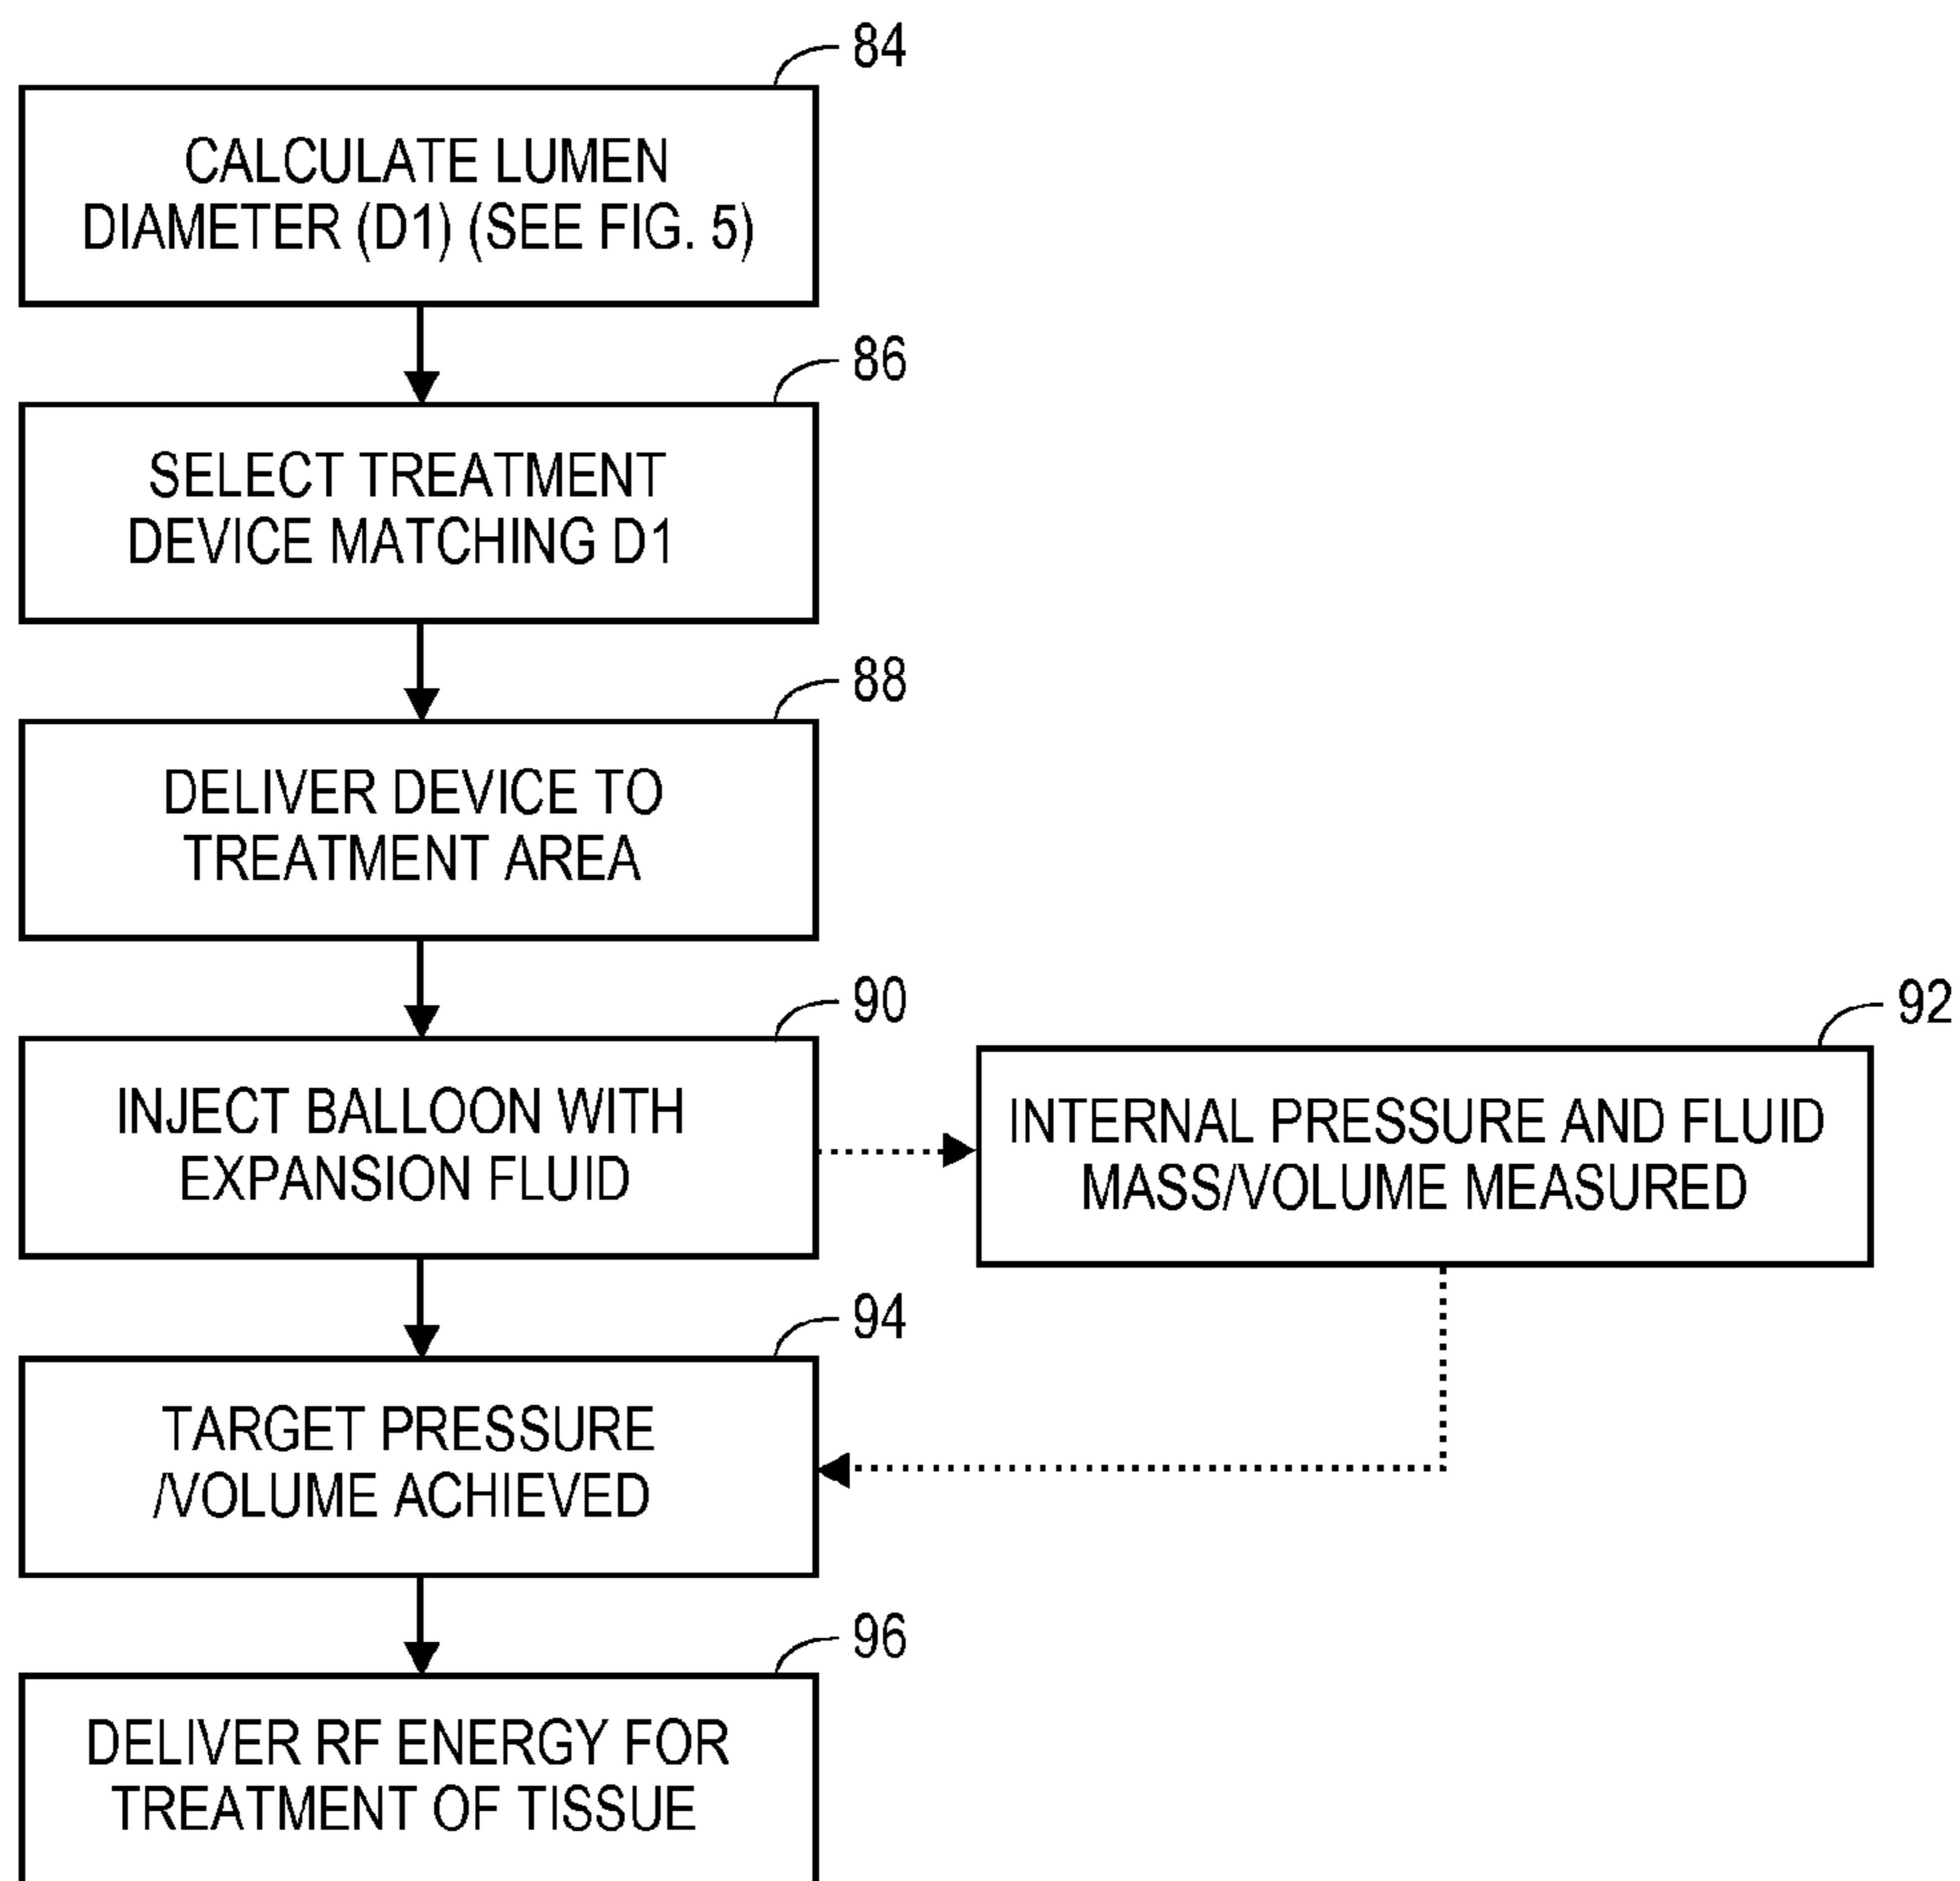 84
CALCULATE LUMEN
DIAMETER (D1) (SEE FIG. 5)
86
SELECT TREATMENT
DEVICE MATCHING D1
88
DELIVER DEVICE TO
TREATMENT AREA
90
INJECT BALLOON WITH
EXPANSION FLUID
92
INTERNAL PRESSURE AND FLUID
MASS/VOLUME MEASURED
94
TARGET PRESSURE
/VOLUME ACHIEVED
96
DELIVER RF ENERGY FOR
TREATMENT OF TISSUE